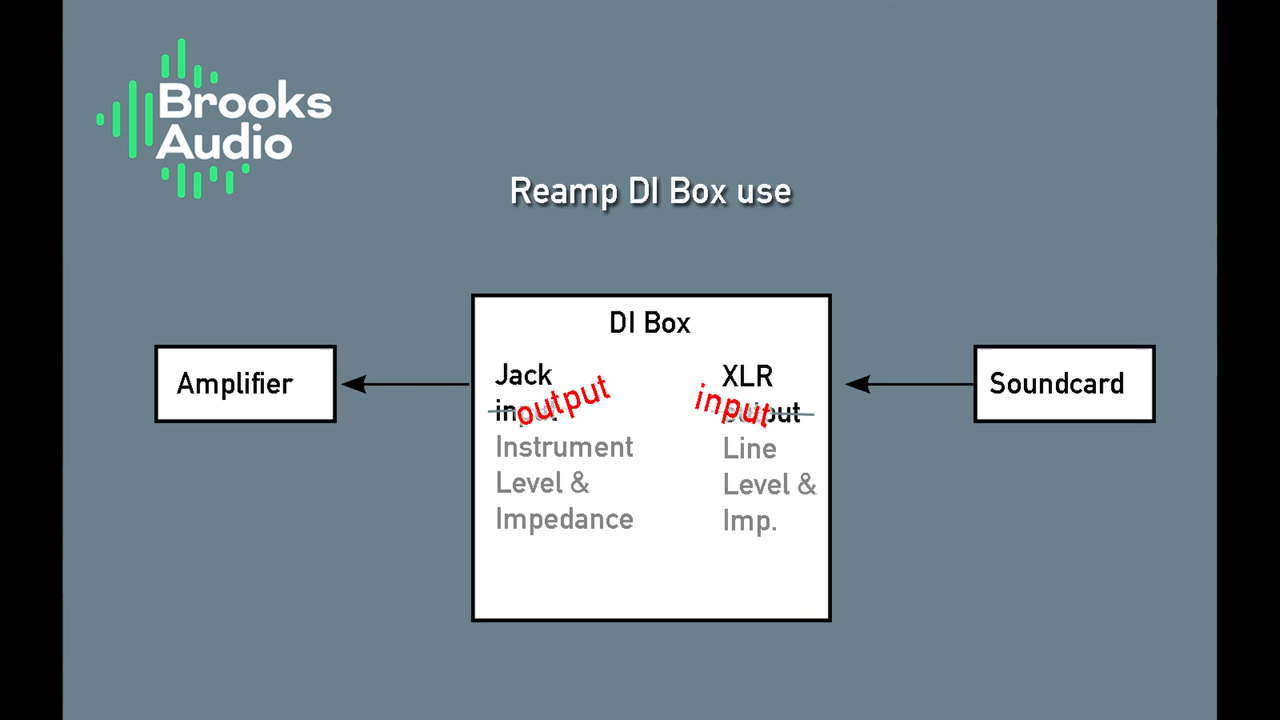 Brooks
Audio
Reamp DI Box use
DI Box
Amplifier
Jack
input
output
Instrument
Level &
Impedance
XLR
output
input
Line
Level &
Imp.
Soundcard